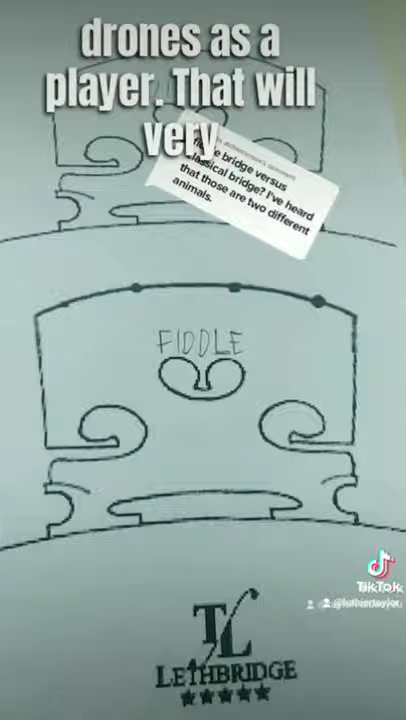 drones as a
player. That will
very
bridge versus
classical bridge? I've heard
that those are two different
animals.
FIDDLE
TL
LETHBRIDGE
TikTok